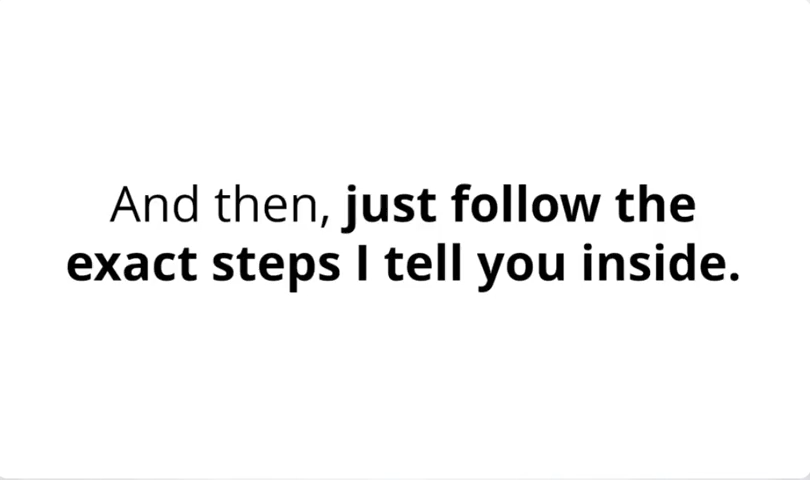 And then, just follow the
exact steps I tell you inside.